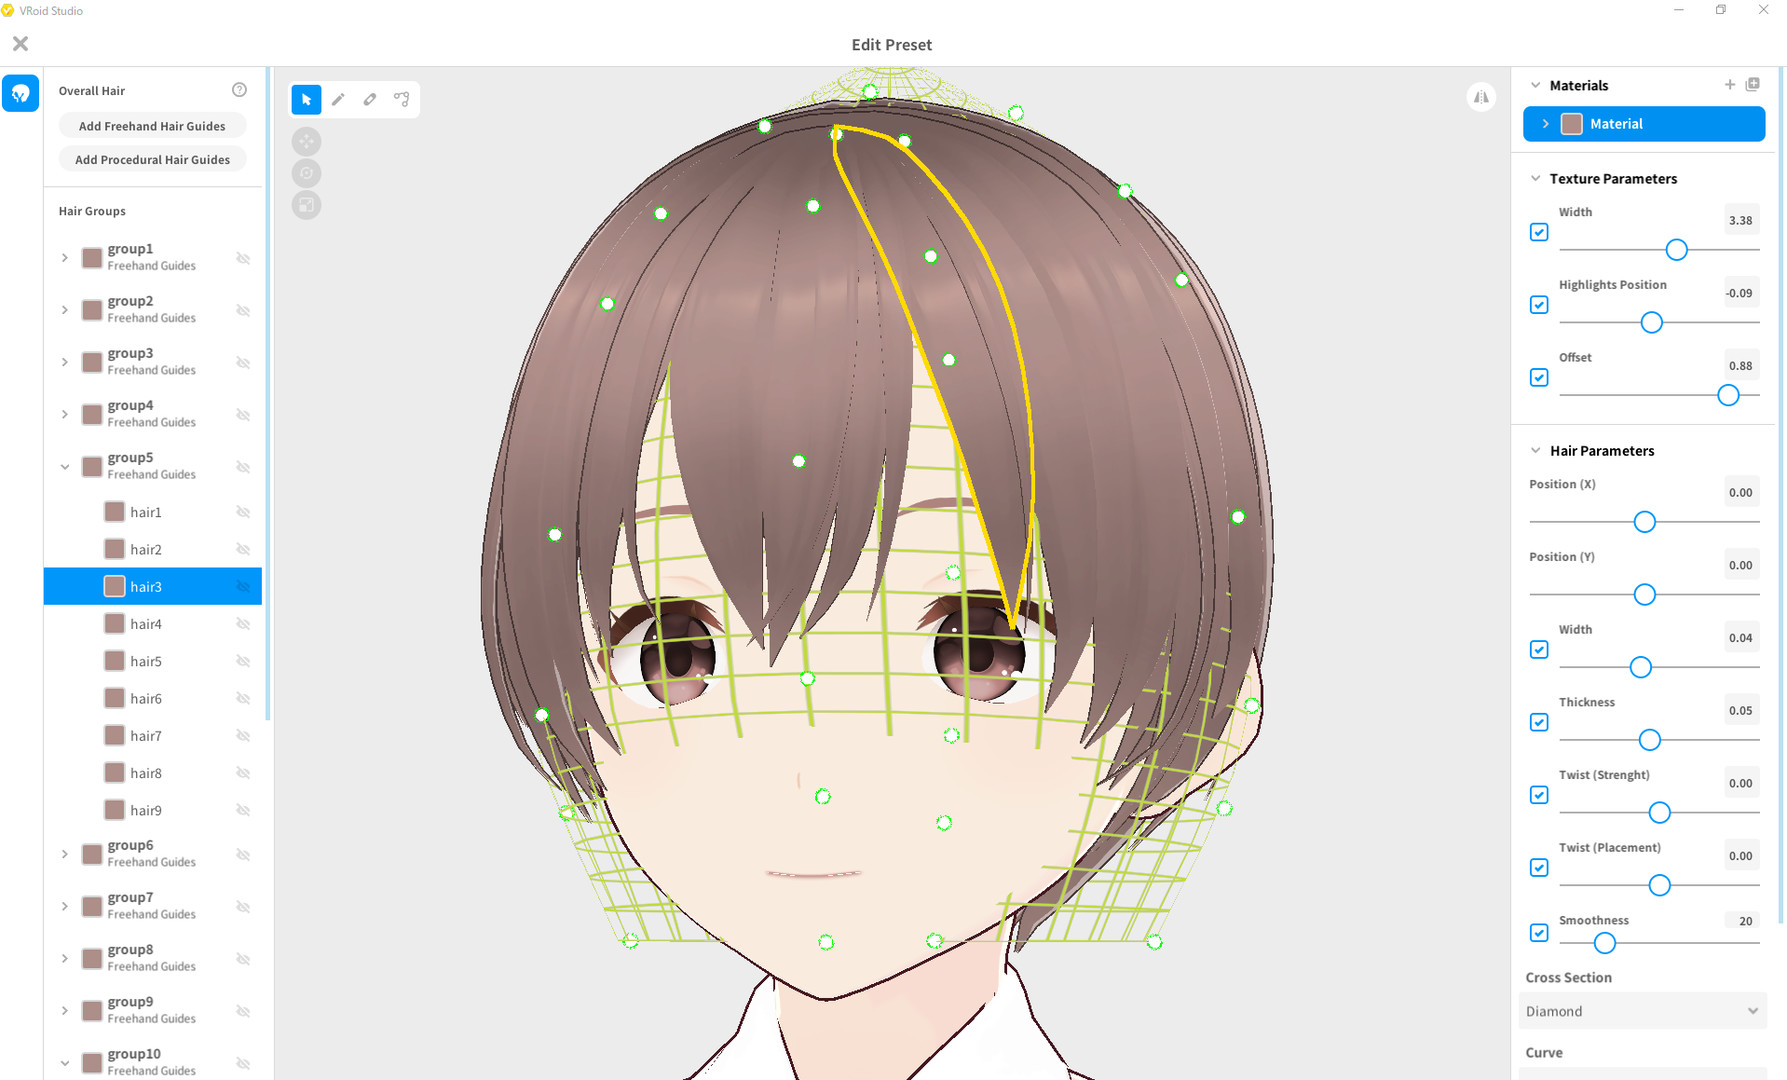 VRoid Studio
Edit Preset
Overall Hair
Add Freehand Hair Guides
Add Procedural Hair Guides
Hair Groups
group1
Freehand Guides
group2
Freehand Guides
group3
Freehand Guides
group4
Freehand Guides
group5
Freehand Guides
hair1
hair2
hair3
hair4
hair5
hair6
hair7
hair8
hair9
group6
Freehand Guides
group7
Freehand Guides
group8
Freehand Guides
group9
Freehand Guides
group10
Freehand Guides
Materials
Material
Texture Parameters
Width
3.38
Highlights Position
-0.09
Offset
0.88
Hair Parameters
Position (X)
0.00
Position (Y)
0.00
Width
0.04
Thickness
0.05
Twist (Strenght)
0.00
Twist (Placement)
0.00
Smoothness
20
Cross Section
Diamond
Curve